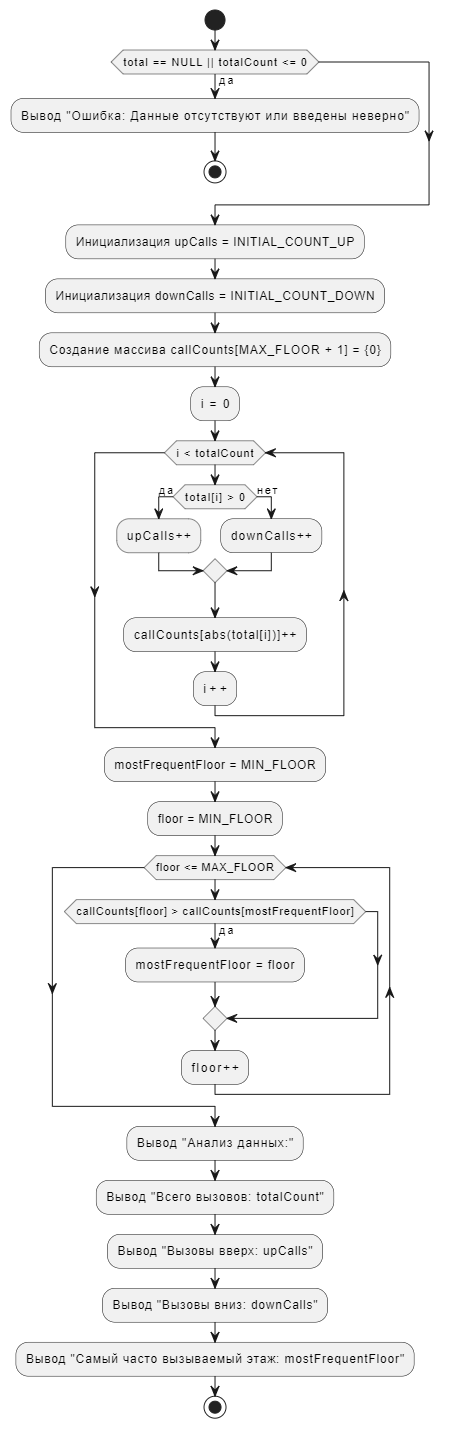 total == NULL || totalCount <= 0
да
Вывод "Ошибка: Данные отсутствуют или введены неверно"
Инициализация upCalls = INITIAL_COUNT_UP
Инициализация downCalls = INITIAL_COUNT_DOWN
Создание массива callCounts[MAX_FLOOR + 1] = {0}
i = 0
i < totalCount
да
total[i] > 0
нет
upCalls++
downCalls++
callCounts[abs(total[i])]++
i++
mostFrequentFloor = MIN_FLOOR
floor = MIN_FLOOR
floor <= MAX_FLOOR
callCounts[floor] > callCounts[mostFrequentFloor]
да
mostFrequentFloor = floor
floor++
Вывод "Анализ данных:"
Вывод "Всего вызовов: totalCount"
Вывод "Вызовы вверх: upCalls"
Вывод "Вызовы вниз: downCalls"
Вывод "Самый часто вызываемый этаж: mostFrequentFloor"